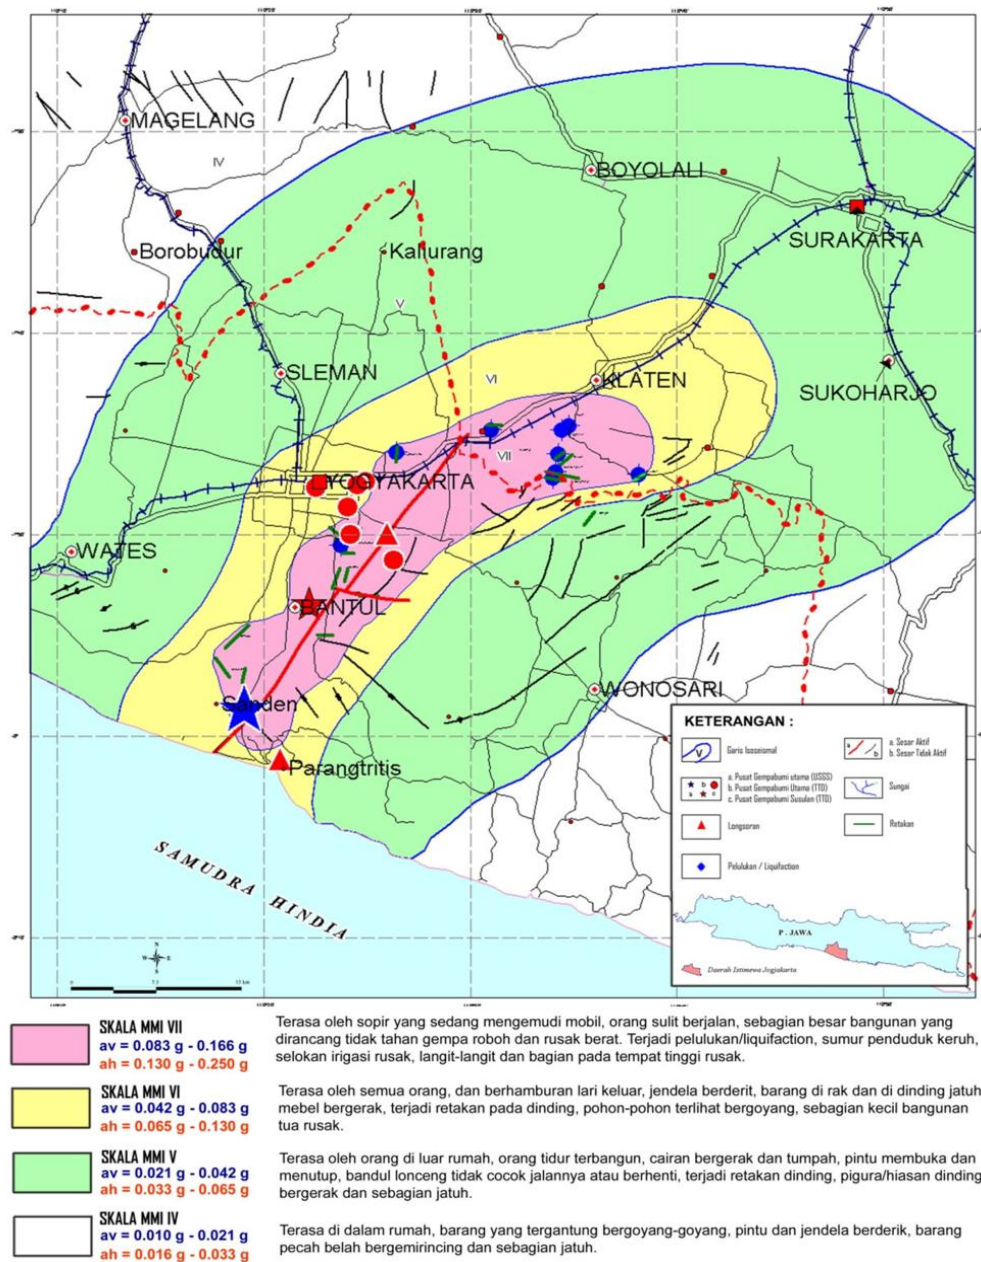 MAGELANG
IV
BOYOLALI
SURAKARTA
Borobudur
Kaliurang
V
SLEMAN
VI
KLATEN
SUKOHARJO
VII
YOGYAKARTA
WATES
BANTUL
Sanden
WONOSARI
Parangtritis
SAMUDRA HINDIA
KETERANGAN :
V
Garis Isoseismal
a b
a. Sesar Aktif
b. Sesar Tidak Aktif
a. Pusat Gempabumi utama (USGS)
b. Pusat Gempabumi Utama (TTD)
c. Pusat Gempabumi Susulan (TTD)
Sungai
Longsoran
Retakan
Pelulukan / Liquifaction
P. JAWA
Daerah Istimewa Jogjakarta
N
W E
S
SKALA MMI VII
av = 0.083 g - 0.166 g
ah = 0.130 g - 0.250 g
Terasa oleh sopir yang sedang mengemudi mobil, orang sulit berjalan, sebagian besar bangunan yang
dirancang tidak tahan gempa roboh dan rusak berat. Terjadi pelulukan/liquifaction, sumur penduduk keruh,
selokan irigasi rusak, langit-langit dan bagian pada tempat tinggi rusak.
SKALA MMI VI
av = 0.042 g - 0.083 g
ah = 0.065 g - 0.130 g
Terasa oleh semua orang, dan berhamburan lari keluar, jendela berderit, barang di rak dan di dinding jatuh
mebel bergerak, terjadi retakan pada dinding, pohon-pohon terlihat bergoyang, sebagian kecil bangunan
tua rusak.
SKALA MMI V
av = 0.021 g - 0.042 g
ah = 0.033 g - 0.065 g
Terasa oleh orang di luar rumah, orang tidur terbangun, cairan bergerak dan tumpah, pintu membuka dan
menutup, bandul lonceng tidak cocok jalannya atau berhenti, terjadi retakan dinding, pigura/hiasan dinding
bergerak dan sebagian jatuh.
SKALA MMI IV
av = 0.010 g - 0.021 g
ah = 0.016 g - 0.033 g
Terasa di dalam rumah, barang yang tergantung bergoyang-goyang, pintu dan jendela berderik, barang
pecah belah bergemirincing dan sebagian jatuh.